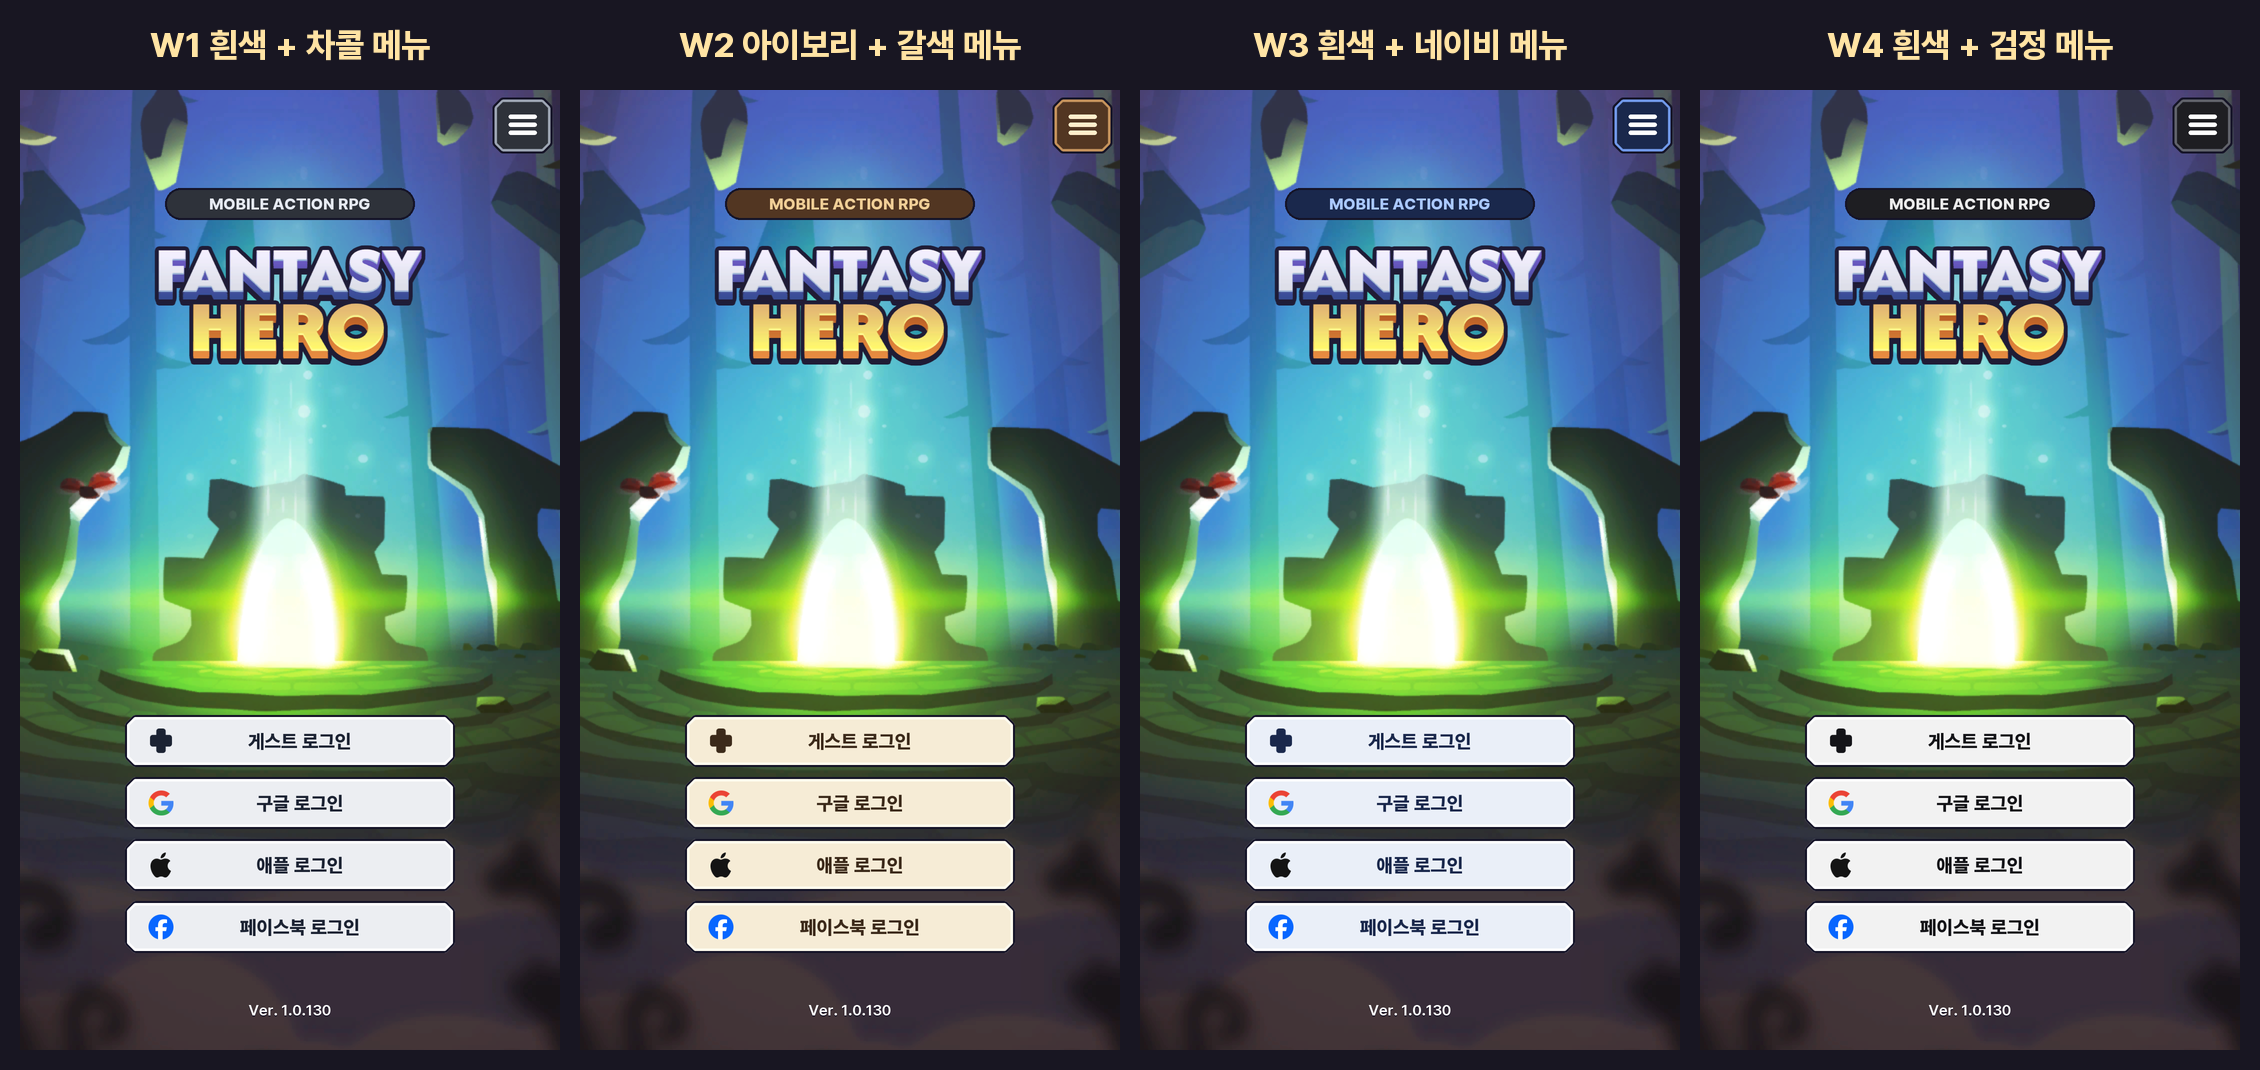 W1 흰색 + 차콜 메뉴
MOBILE ACTION RPG
FANTASY
HERO
게스트 로그인
구글 로그인
애플 로그인
페이스북 로그인
Ver. 1.0.130
W2 아이보리 + 갈색 메뉴
MOBILE ACTION RPG
FANTASY
HERO
게스트 로그인
구글 로그인
애플 로그인
페이스북 로그인
Ver. 1.0.130
W3 흰색 + 네이비 메뉴
MOBILE ACTION RPG
FANTASY
HERO
게스트 로그인
구글 로그인
애플 로그인
페이스북 로그인
Ver. 1.0.130
W4 흰색 + 검정 메뉴
MOBILE ACTION RPG
FANTASY
HERO
게스트 로그인
구글 로그인
애플 로그인
페이스북 로그인
Ver. 1.0.130